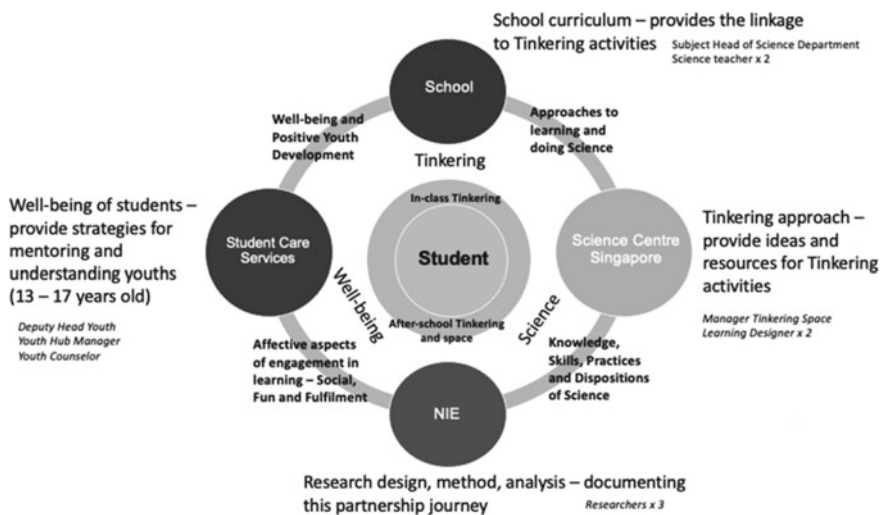 School curriculum – provides the linkage
to Tinkering activities
Subject Head of Science Department
Science teacher x 2
School
Well-being and
Positive Youth
Development
Approaches to
learning and
doing Science
Tinkering
In-class Tinkering
Well-being of students –
provide strategies for
mentoring and
understanding youths
(13 – 17 years old)
Deputy Head Youth
Youth Hub Manager
Youth Counselor
Student Care
Services
Student
Science Centre
Singapore
Tinkering approach –
provide ideas and
resources for Tinkering
activities
Manager Tinkering Space
Learning Designer x 2
Well-being
After-school Tinkering
and space
Science
Affective aspects
of engagement in
learning – Social,
Fun and Fulfilment
Knowledge,
Skills, Practices
and Dispositions
of Science
NIE
Research design, method, analysis – documenting
this partnership journey
Researchers x 3